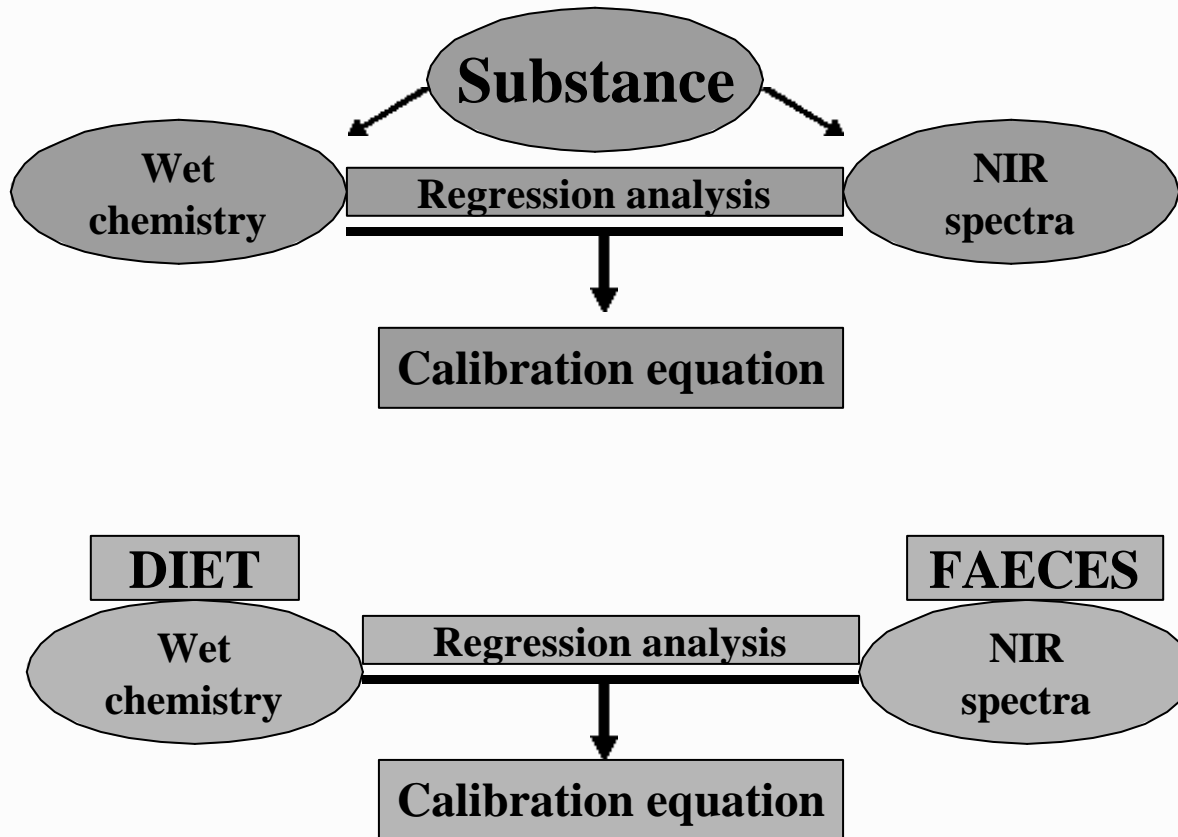 Substance
Wet
chemistry
Regression analysis
NIR
spectra
Calibration equation
DIET
FAECES
Wet
chemistry
Regression analysis
NIR
spectra
Calibration equation